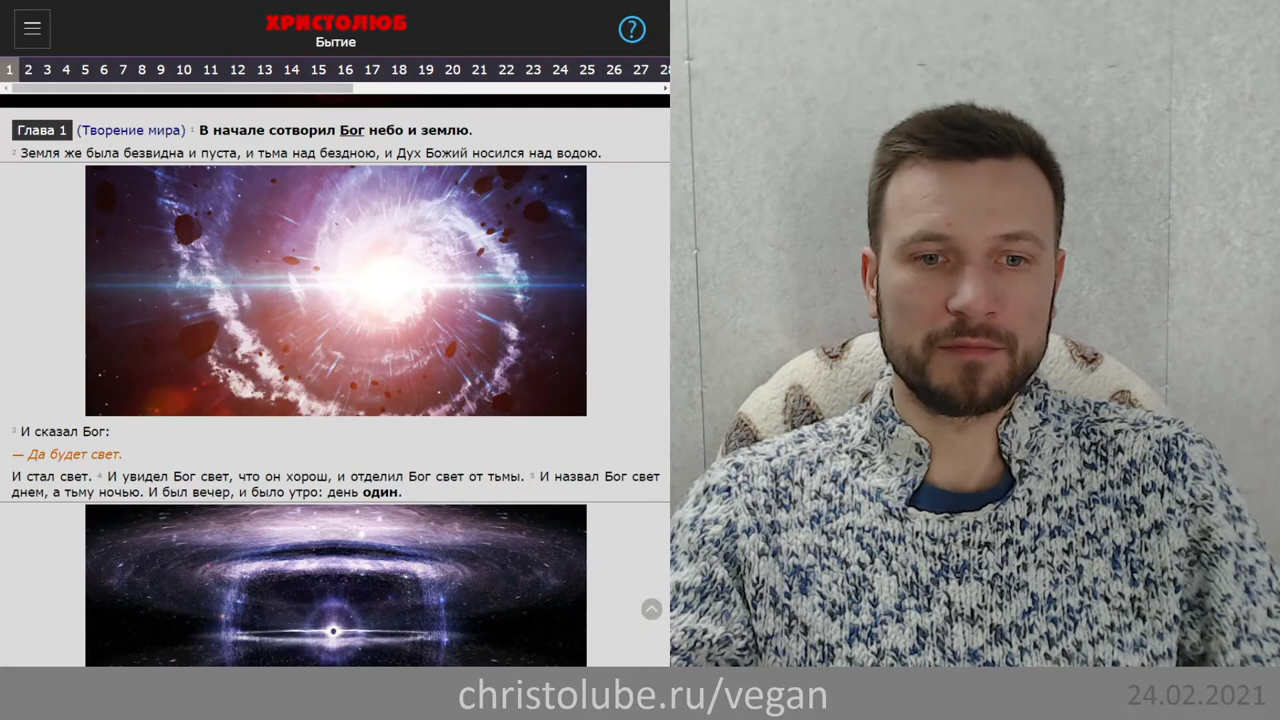 ХРИСТОЛЮБ
?
Бытие
1 2 3 4 5 6 7 8 9 10 11 12 13 14 15 16 17 18 19 20 21 22 23 24 25 26 27 28
Глава 1 (Творение мира) 1 В начале сотворил Бог небо и землю.
2 Земля же была безвидна и пуста, и тьма над бездною, и Дух Божий носился над водою.
3 И сказал Бог:
— Да будет свет.
И стал свет. 4 И увидел Бог свет, что он хорош, и отделил Бог свет от тьмы. 5 И назвал Бог свет
днем, а тьму ночью. И был вечер, и было утро: день один.
christolube.ru/vegan
24.02.2021